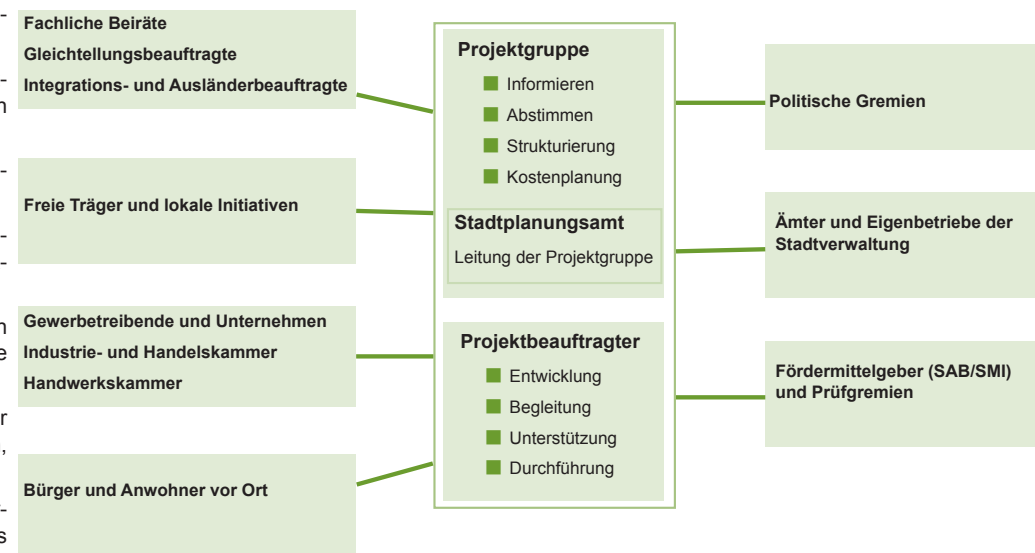 Fachliche Beiräte
Gleichtellungsbeauftragte
Integrations- und Ausländerbeauftragte
Freie Träger und lokale Initiativen
Gewerbetreibende und Unternehmen
Industrie- und Handelskammer
Handwerkskammer
Bürger und Anwohner vor Ort
Projektgruppe
Informieren
Abstimmen
Strukturierung
Kostenplanung
Stadtplanungsamt
Leitung der Projektgruppe
Projektbeauftragter
Entwicklung
Begleitung
Unterstützung
Durchführung
Politische Gremien
Ämter und Eigenbetriebe der
Stadtverwaltung
Fördermittelgeber (SAB/SMI)
und Prüfgremien